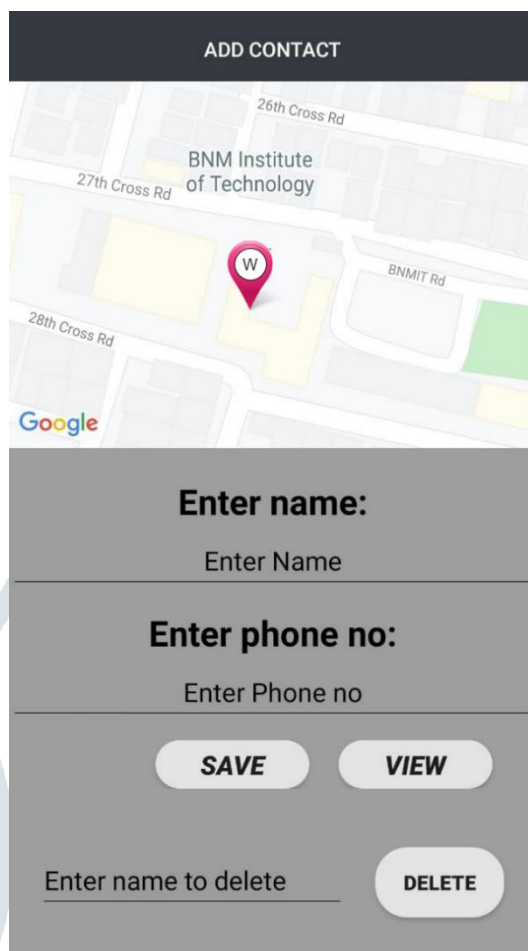 ADD CONTACT
26th Cross Rd
BNM Institute
of Technology
27th Cross Rd
W
BNMIT Rd
28th Cross Rd
Google
Enter name:
Enter Name
Enter phone no:
Enter Phone no
SAVE VIEW
Enter name to delete DELETE